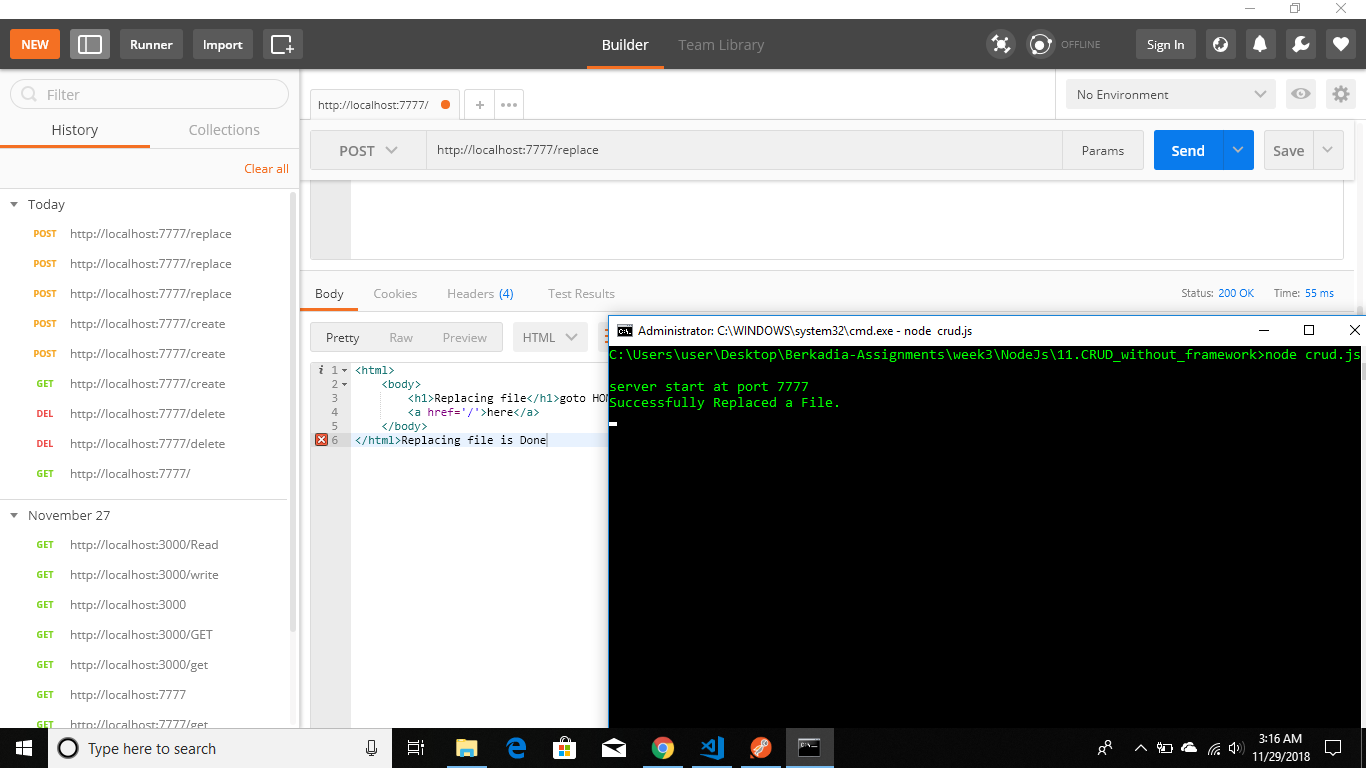 NEW Runner Import Builder Team Library OFFLINE Sign In
Filter
History Collections
Clear all
Today
POST http://localhost:7777/replace
POST http://localhost:7777/replace
POST http://localhost:7777/replace
POST http://localhost:7777/create
POST http://localhost:7777/create
GET http://localhost:7777/create
DEL http://localhost:7777/delete
DEL http://localhost:7777/delete
GET http://localhost:7777/
November 27
GET http://localhost:3000/Read
GET http://localhost:3000/write
GET http://localhost:3000
GET http://localhost:3000/GET
GET http://localhost:3000/get
GET http://localhost:7777
GET http://localhost:7777/get
http://localhost:7777/ + ••• No Environment
POST http://localhost:7777/replace Params Send Save
Body Cookies Headers (4) Test Results Status: 200 OK Time: 55 ms
Pretty Raw Preview HTML
i 1 <html>
2 <body>
3 <h1>Replacing file</h1>goto HOM
4 <a href='/'>here</a>
5 </body>
6 </html>Replacing file is Done
Administrator: C:\WINDOWS\system32\cmd.exe - node crud.js
C:\Users\user\Desktop\Berkadia-Assignments\week3\NodeJs\11.CRUD_without_framework>node crud.js
server start at port 7777
Successfully Replaced a File.
Type here to search
3:16 AM
11/29/2018